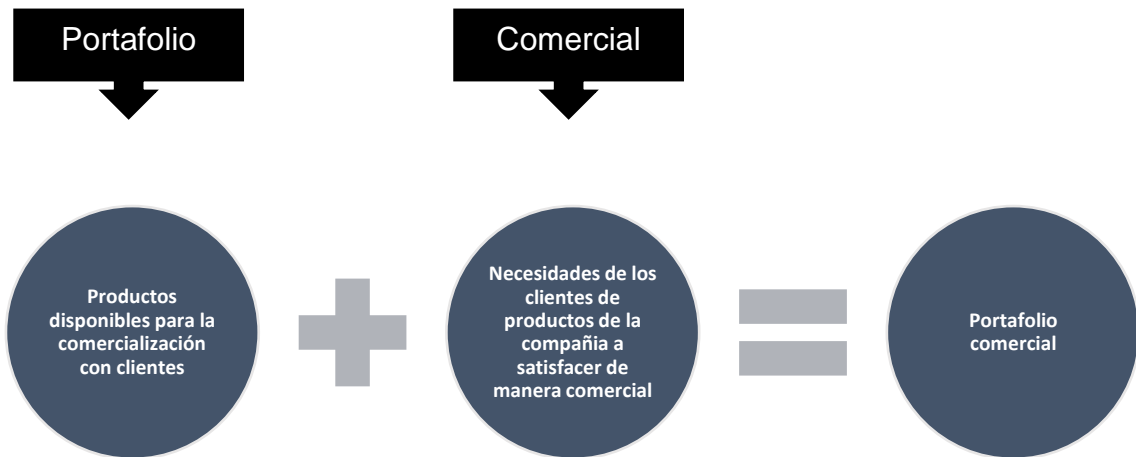 Portafolio
Comercial
Productos
disponibles para la
comercialización
con clientes
Necesidades de los
clientes de
productos de la
compañia a
satisfacer de
manera comercial
Portafolio
comercial